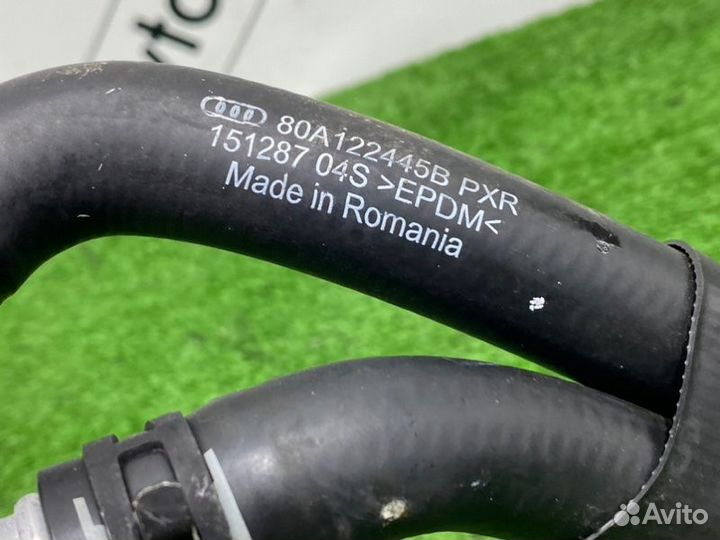 80A122445B PXR
151287 04S >EPDM<
Made in Romania
Avito